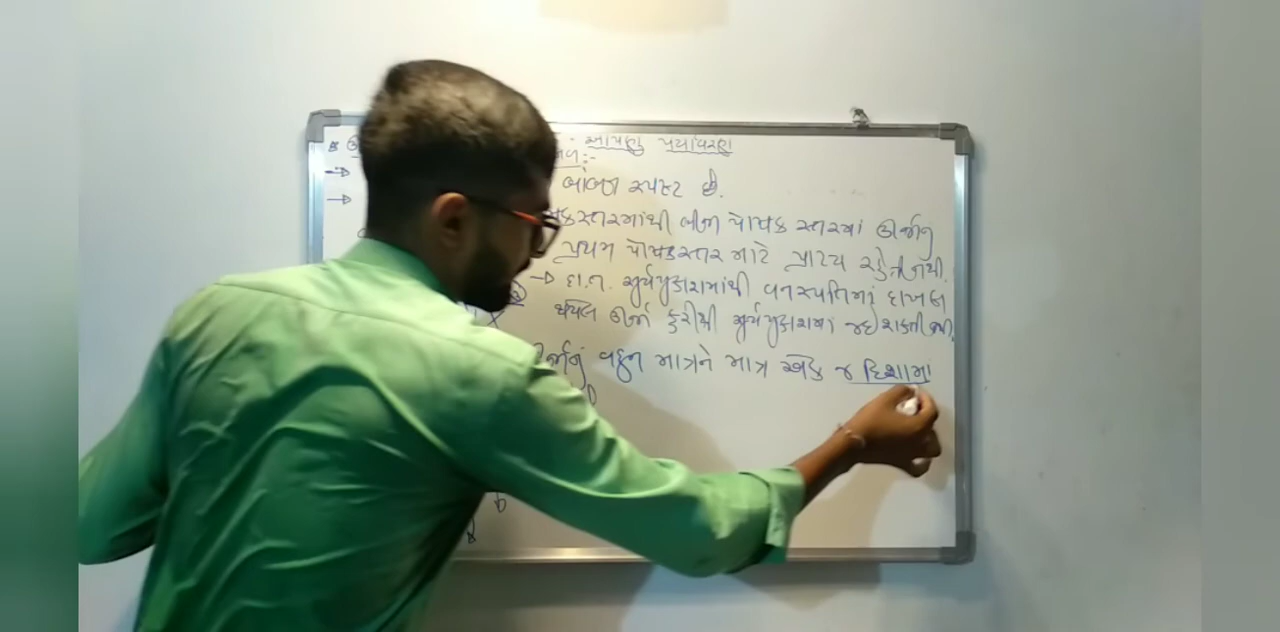 આપણું પર્યાવરણ
બાબત સ્પષ્ટ છે.
સ્તરમાંથી બીજા પોષક સ્તરમાં ઊર્જાનું
પ્રથમ પોષકસ્તર માટે પ્રાપ્ય રહેતી નથી.
→ દા.ત. સૂર્યપ્રકાશમાંથી વનસ્પતિમાં દાખલ
થયેલ ઊર્જા ફરીથી સૂર્યપ્રકાશમાં જઈ શકતી નથી.
વહન માત્રને માત્ર એક જ દિશામાં